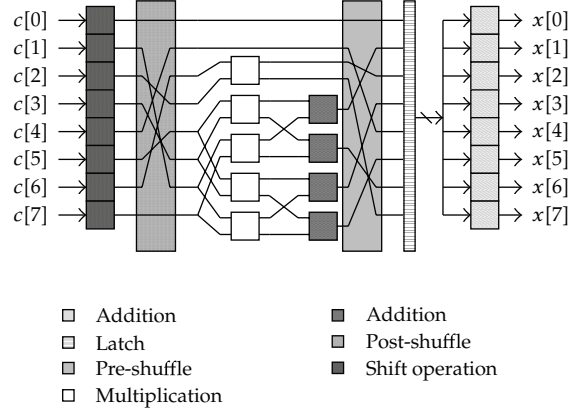 c[0] x[0]
c[1] x[1]
c[2] x[2]
c[3] x[3]
c[4] x[4]
c[5] x[5]
c[6] x[6]
c[7] x[7]
Addition
Latch
Pre-shuffle
Multiplication
Addition
Post-shuffle
Shift operation